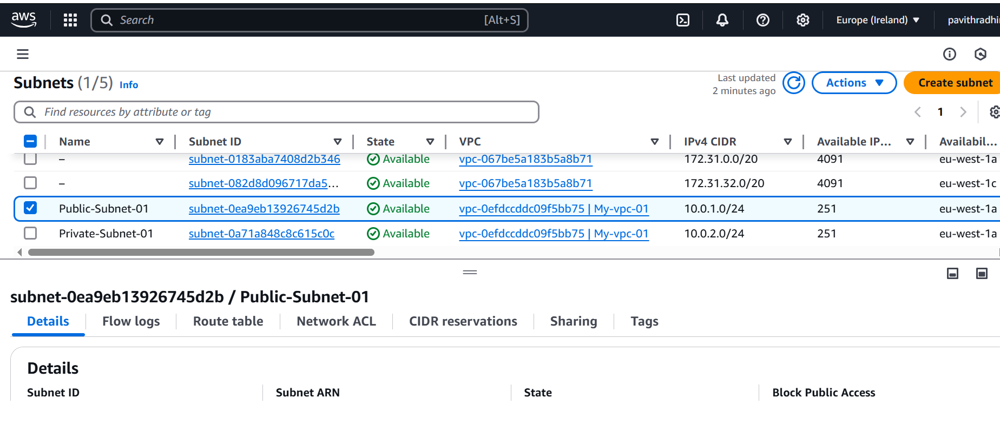 aws Search [Alt+S] Europe (Ireland) pavithradhi
Subnets (1/5) Info
Last updated
2 minutes ago
Actions
Create subnet
Find resources by attribute or tag
1
Name Subnet ID State VPC IPv4 CIDR Available IP... Availabil...
– subnet-0183aba7408d2b346 Available vpc-067be5a183b5a8b71 172.31.0.0/20 4091 eu-west-1a
– subnet-082d8d096717da5... Available vpc-067be5a183b5a8b71 172.31.32.0/20 4091 eu-west-1c
Public-Subnet-01 subnet-0ea9eb13926745d2b Available vpc-0efdccddc09f5bb75 | My-vpc-01 10.0.1.0/24 251 eu-west-1a
Private-Subnet-01 subnet-0a71a848c8c615c0c Available vpc-0efdccddc09f5bb75 | My-vpc-01 10.0.2.0/24 251 eu-west-1a
subnet-0ea9eb13926745d2b / Public-Subnet-01
Details Flow logs Route table Network ACL CIDR reservations Sharing Tags
Details
Subnet ID Subnet ARN State Block Public Access